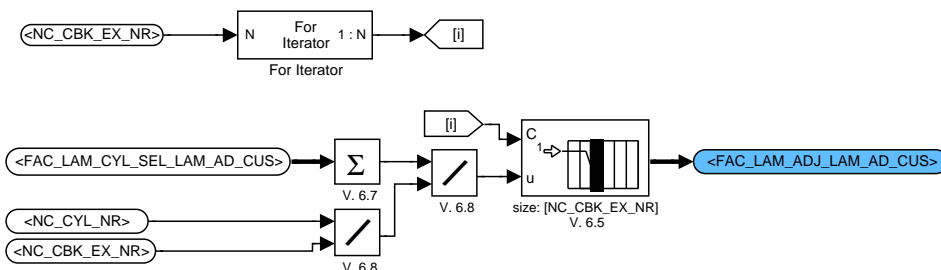 For
<NC_CBK_EX_NR>
N
Iterator
1 : N
[i]
For Iterator
[i]
C
1
<FAC_LAM_CYL_SEL_LAM_AD_CUS>
Σ
<FAC_LAM_ADJ_LAM_AD_CUS>
u
V. 6.7
V. 6.8
size: [NC_CBK_EX_NR]
V. 6.5
<NC_CYL_NR>
<NC_CBK_EX_NR>
V. 6.8